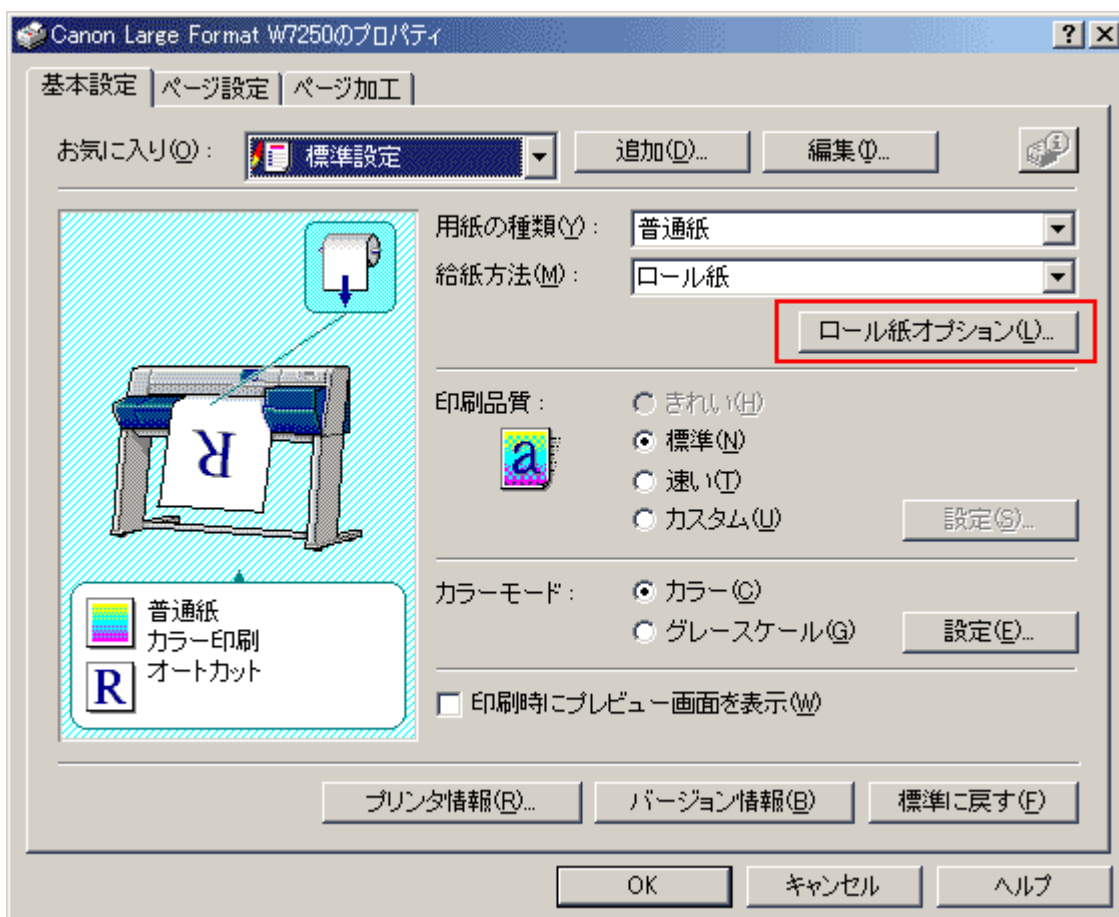 Canon Large Format W7250のプロパティ
基本設定 ページ設定 ページ加工
お気に入り(O)： 標準設定 追加(D)... 編集(I)...
用紙の種類(Y)： 普通紙
給紙方法(M)： ロール紙
ロール紙オプション(L)...
印刷品質： きれい(H)
標準(N)
速い(T)
カスタム(U) 設定(S)...
カラーモード： カラー(C)
グレースケール(G) 設定(E)...
印刷時にプレビュー画面を表示(W)
R
a
普通紙
カラー印刷
オートカット
R
プリンタ情報(R)... バージョン情報(B) 標準に戻す(F)
OK キャンセル ヘルプ